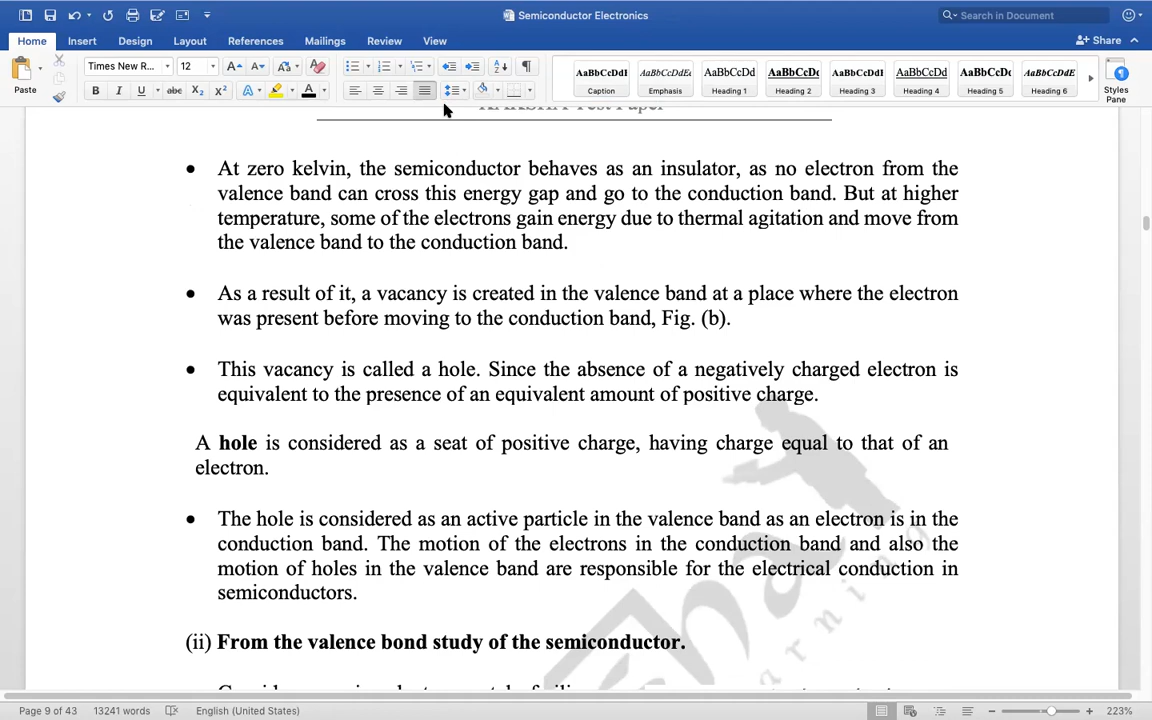 Semiconductor Electronics
Search in Document
Home Insert Design Layout References Mailings Review View
Share
Paste
Times New R... 12
AaBbCcDdI AaBbCcDdEe AaBbCcDd AaBbCcDc AaBbCcDdI AaBbCcDd AaBbCcDc AaBbCcDdE
Caption Emphasis Heading 1 Heading 2 Heading 3 Heading 4 Heading 5 Heading 6
Styles
Pane
Test Paper
• At zero kelvin, the semiconductor behaves as an insulator, as no electron from the
valence band can cross this energy gap and go to the conduction band. But at higher
temperature, some of the electrons gain energy due to thermal agitation and move from
the valence band to the conduction band.
• As a result of it, a vacancy is created in the valence band at a place where the electron
was present before moving to the conduction band, Fig. (b).
• This vacancy is called a hole. Since the absence of a negatively charged electron is
equivalent to the presence of an equivalent amount of positive charge.
A hole is considered as a seat of positive charge, having charge equal to that of an
electron.
• The hole is considered as an active particle in the valence band as an electron is in the
conduction band. The motion of the electrons in the conduction band and also the
motion of holes in the valence band are responsible for the electrical conduction in
semiconductors.
(ii) From the valence bond study of the semiconductor.
Page 9 of 43 13241 words English (United States) 223%